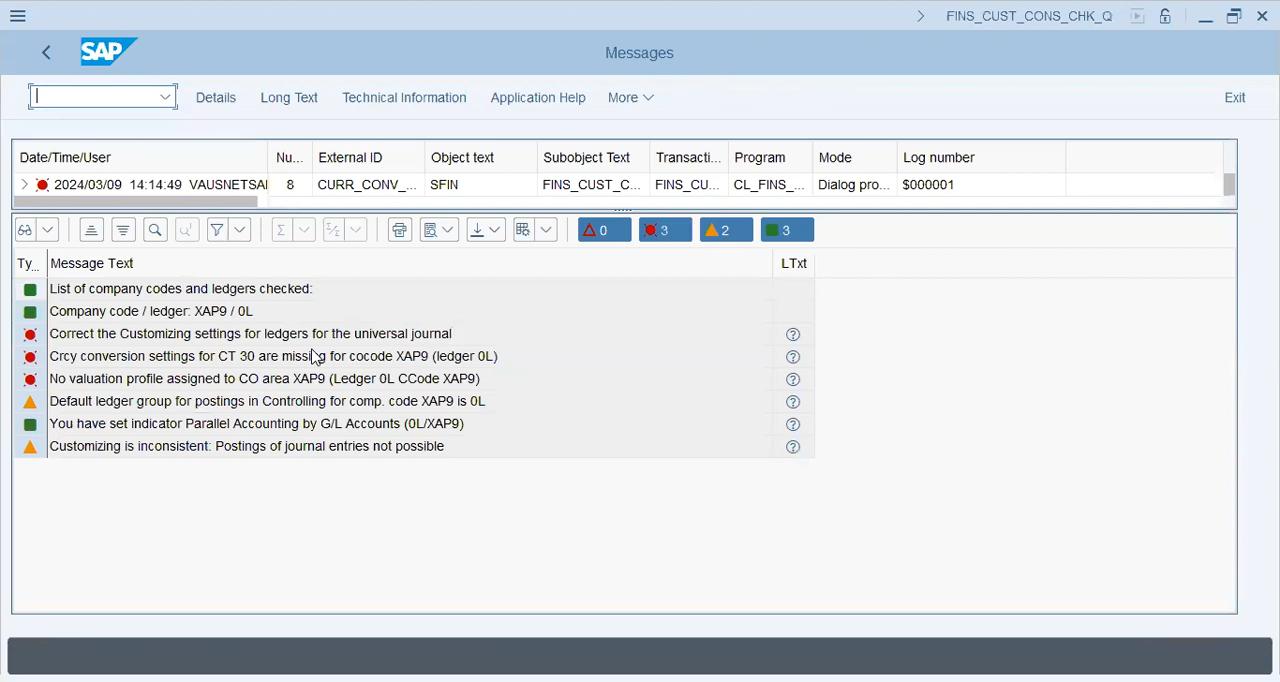 FINS_CUST_CONS_CHK_Q
SAP
Messages
Details Long Text Technical Information Application Help More Exit
Date/Time/User Nu... External ID Object text Subobject Text Transacti... Program Mode Log number
2024/03/09 14:14:49 VAUSNETSAI 8 CURR_CONV_... SFIN FINS_CUST_C... FINS_CU... CL_FINS_... Dialog pro... $000001
0 3 2 3
Ty... Message Text LTxt
List of company codes and ledgers checked:
Company code / ledger: XAP9 / 0L
Correct the Customizing settings for ledgers for the universal journal
Crcy conversion settings for CT 30 are missing for cocode XAP9 (ledger 0L)
No valuation profile assigned to CO area XAP9 (Ledger 0L CCode XAP9)
Default ledger group for postings in Controlling for comp. code XAP9 is 0L
You have set indicator Parallel Accounting by G/L Accounts (0L/XAP9)
Customizing is inconsistent: Postings of journal entries not possible